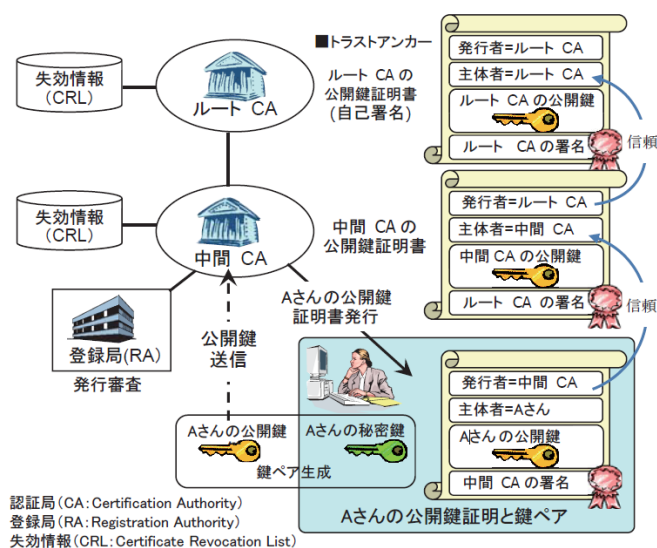 ■トラストアンカー
ルート CA の
公開鍵証明書
(自己署名)
失効情報
(CRL)
ルート CA
発行者=ルート CA
主体者=ルート CA
ルート CA の公開鍵
ルート CA の署名
信頼
失効情報
(CRL)
中間 CA
中間 CA の
公開鍵証明書
発行者=ルート CA
主体者=中間 CA
中間 CA の公開鍵
ルート CA の署名
信頼
登録局(RA)
発行審査
公開鍵
送信
Aさんの公開鍵
証明書発行
発行者=中間 CA
主体者=Aさん
Aさんの公開鍵
中間 CA の署名
Aさんの公開鍵
Aさんの秘密鍵
鍵ペア生成
Aさんの公開鍵証明と鍵ペア
認証局(CA:Certification Authority)
登録局(RA:Registration Authority)
失効情報(CRL:Certificate Revocation List)